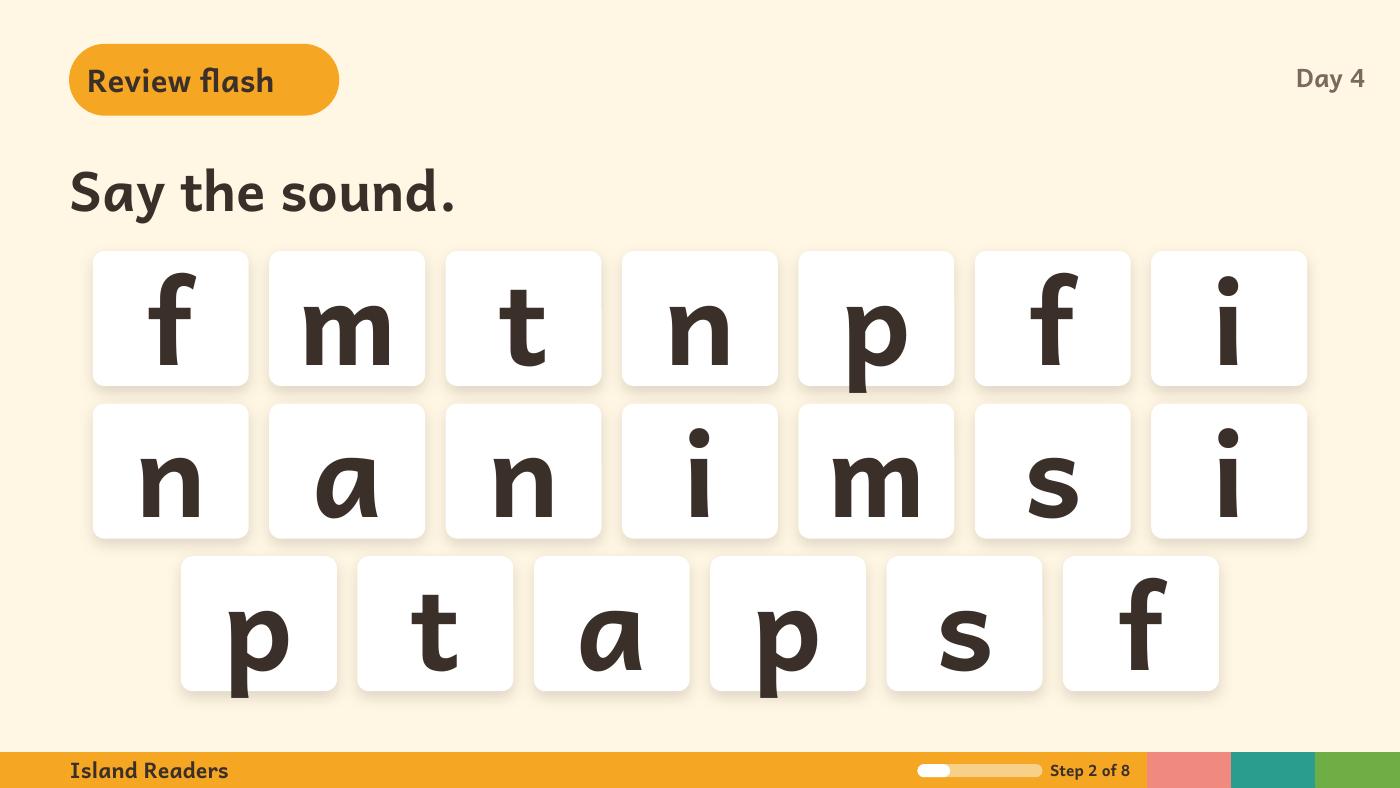 Review flash
Day 4
Say the sound.
f m t n p f i
n a n i m s i
p t a p s f
Island Readers
Step 2 of 8